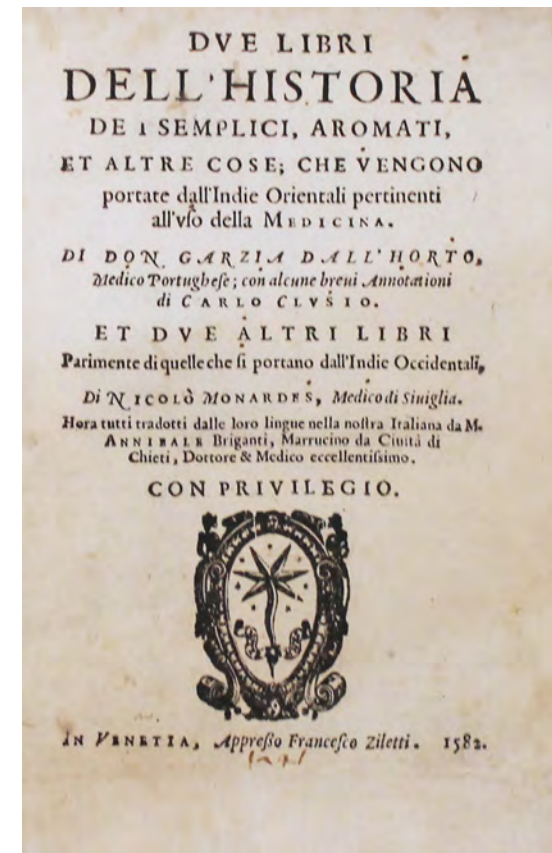 DVE LIBRI
DELL'HISTORIA
DE I SEMPLICI, AROMATI,
ET ALTRE COSE; CHE VENGONO
portate dall'Indie Orientali pertinenti
all'vſo della MEDICINA.
DI DON GARZIA DALL'HORTO,
Medico Portugheſe; con alcune breui Annotationi
di CARLO CLVSIO.
ET DVE ALTRI LIBRI
Parimente di quelle che ſi portano dall'Indie Occidentali,
Di NICOLÒ MONARDES, Medico di Siuiglia.
Hora tutti tradotti dalle loro lingue nella noſtra Italiana da M.
ANNIBALE Briganti, Marrucino da Ciuità di
Chieti, Dottore & Medico eccellentiſsimo.
CON PRIVILEGIO.
IN VENETIA, Appreſſo Franceſco Ziletti. 1582.